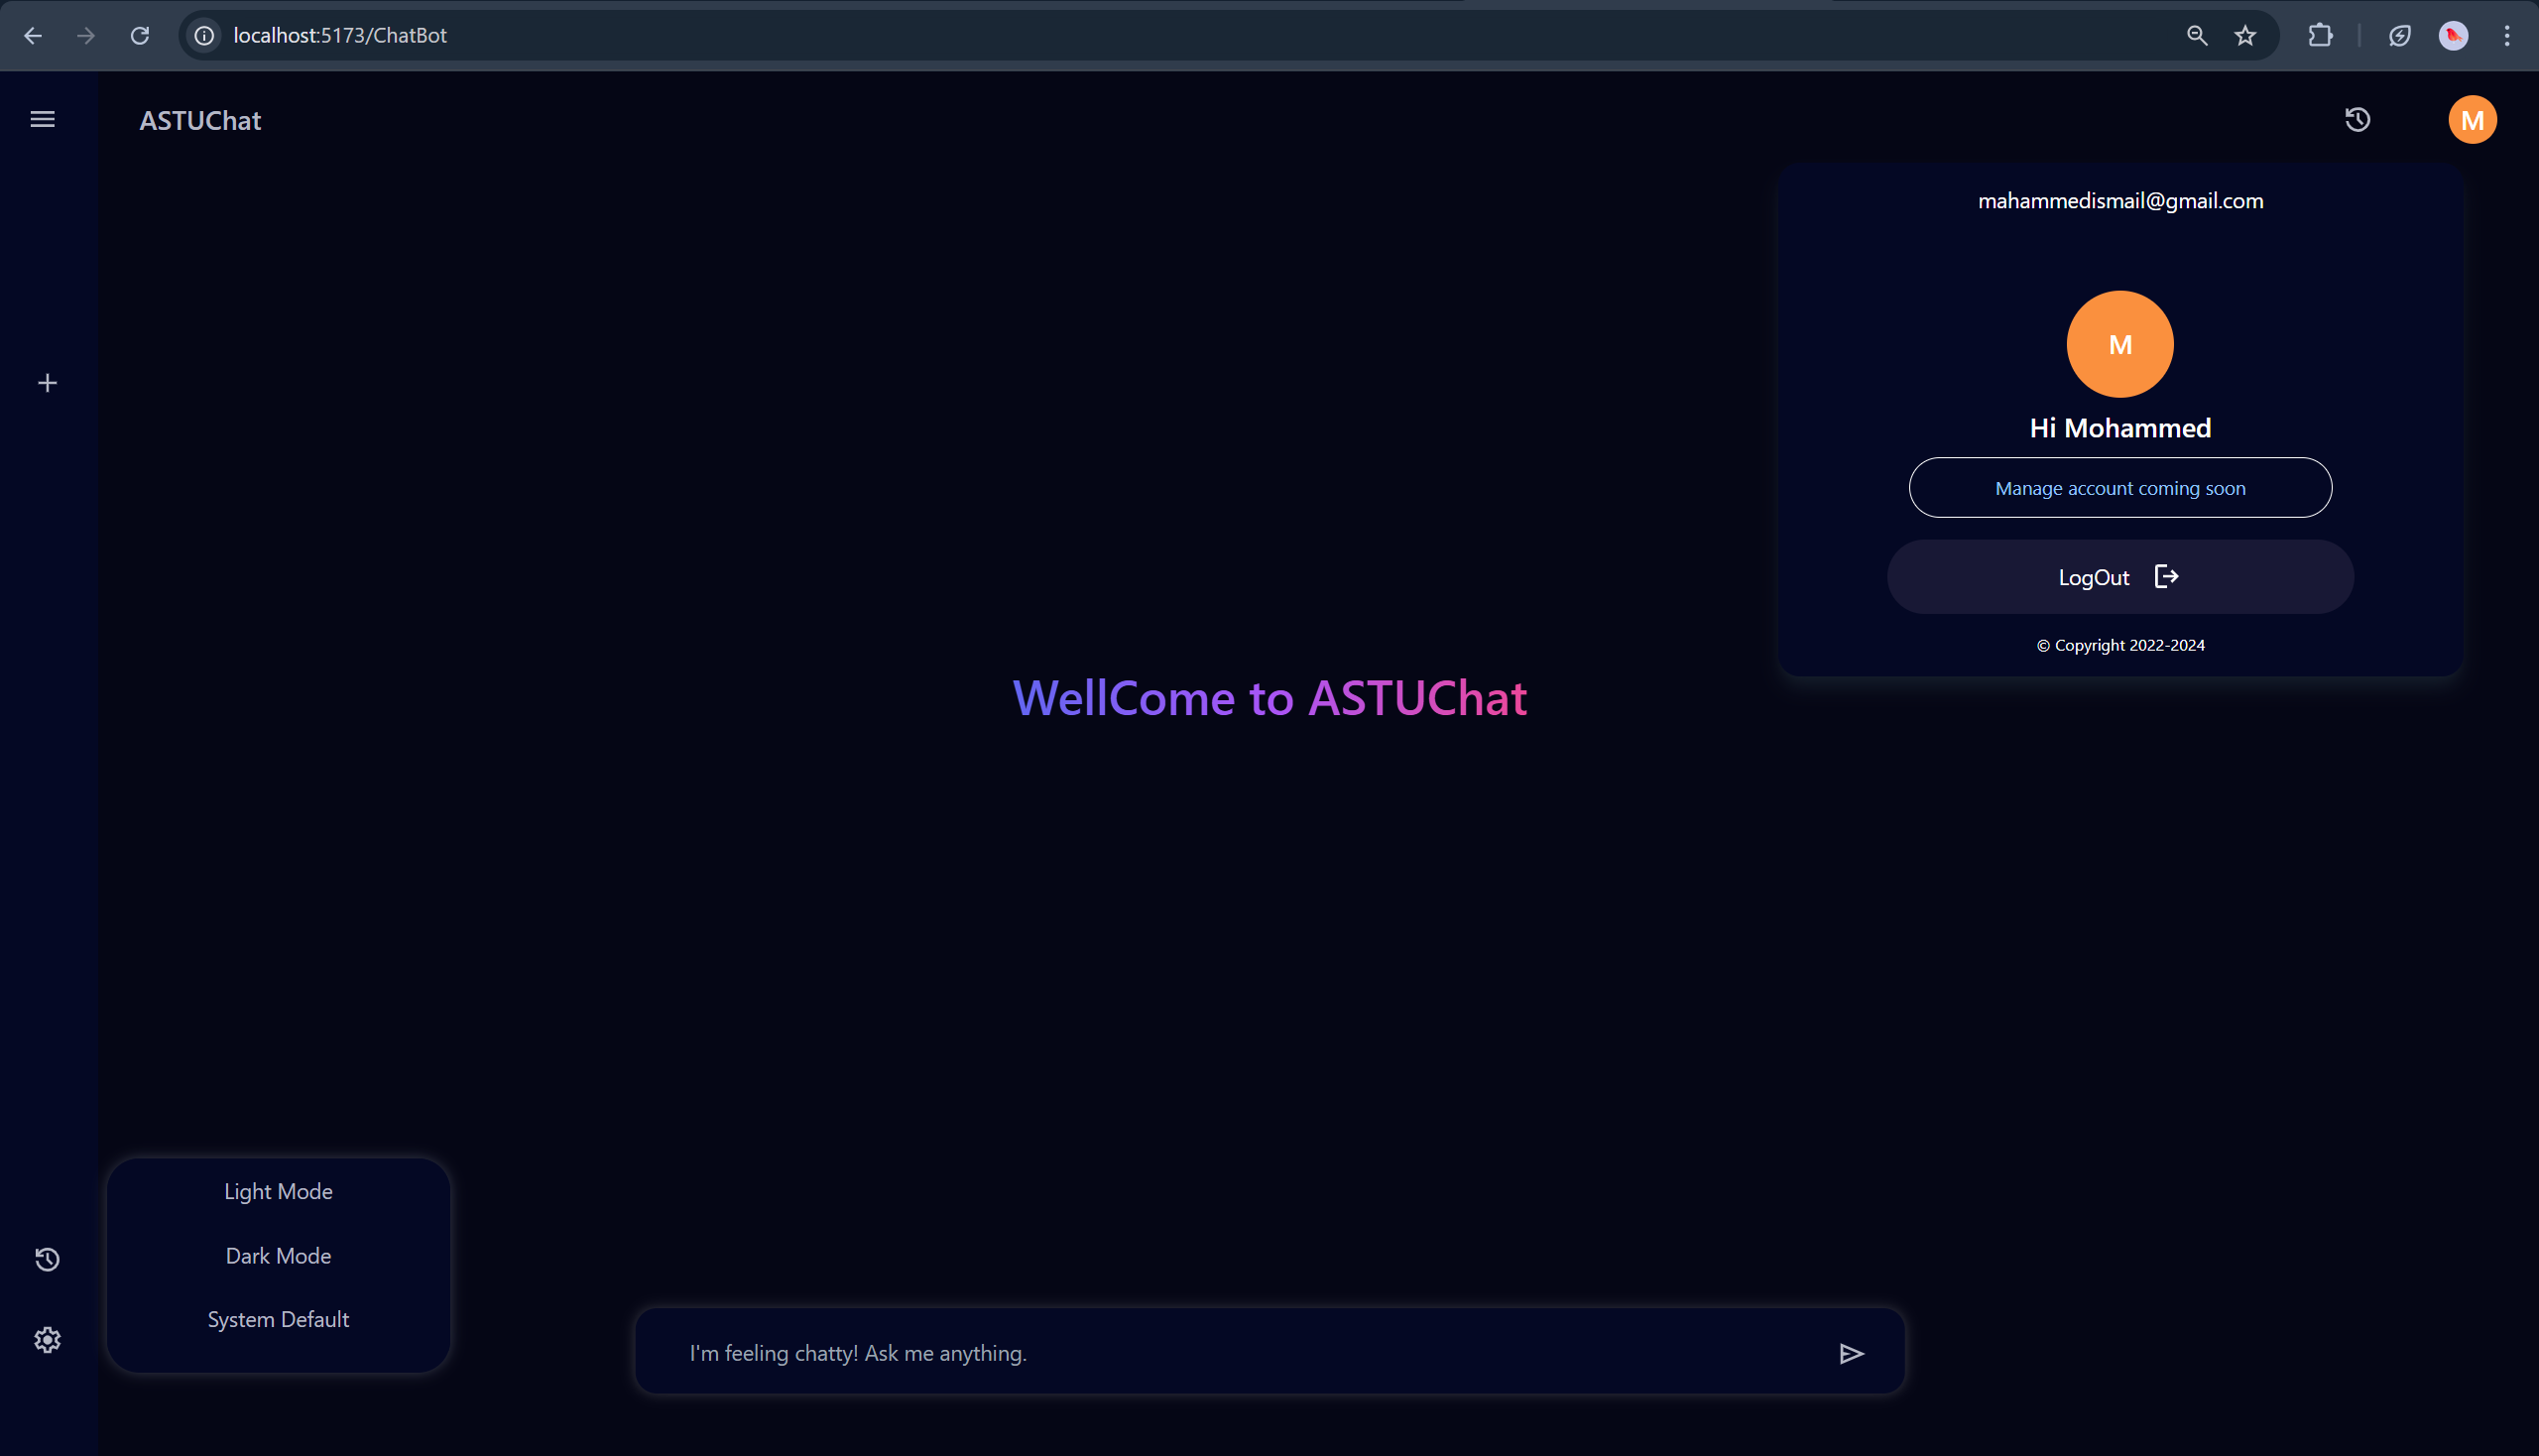 localhost:5173/ChatBot
ASTUChat
M
mahammedismail@gmail.com
M
Hi Mohammed
Manage account coming soon
LogOut
© Copyright 2022-2024
WellCome to ASTUChat
Light Mode
Dark Mode
System Default
I'm feeling chatty! Ask me anything.